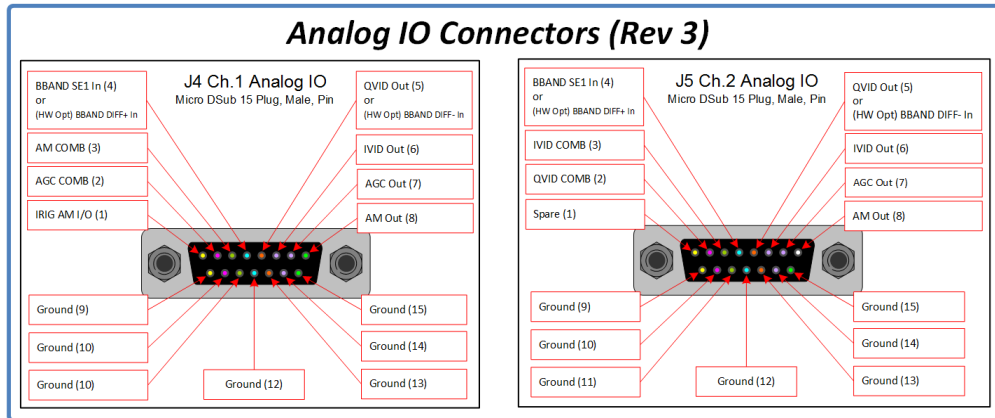 Analog IO Connectors (Rev 3)
J4 Ch.1 Analog IO
Micro DSub 15 Plug, Male, Pin
BBAND SE1 In (4)
or
(HW Opt) BBAND DIFF+ In
AM COMB (3)
AGC COMB (2)
IRIG AM I/O (1)
QVID Out (5)
or
(HW Opt) BBAND DIFF- In
IVID Out (6)
AGC Out (7)
AM Out (8)
Ground (9)
Ground (10)
Ground (10)
Ground (12)
Ground (15)
Ground (14)
Ground (13)
J5 Ch.2 Analog IO
Micro DSub 15 Plug, Male, Pin
BBAND SE1 In (4)
or
(HW Opt) BBAND DIFF+ In
IVID COMB (3)
QVID COMB (2)
Spare (1)
QVID Out (5)
or
(HW Opt) BBAND DIFF- In
IVID Out (6)
AGC Out (7)
AM Out (8)
Ground (9)
Ground (10)
Ground (11)
Ground (12)
Ground (15)
Ground (14)
Ground (13)